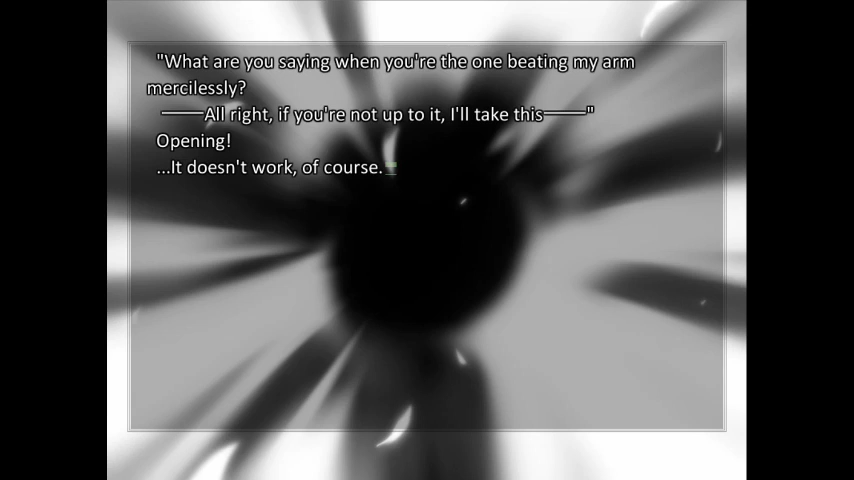 "What are you saying when you're the one beating my arm
mercilessly?
───All right, if you're not up to it, I'll take this───"
Opening!
...It doesn't work, of course.